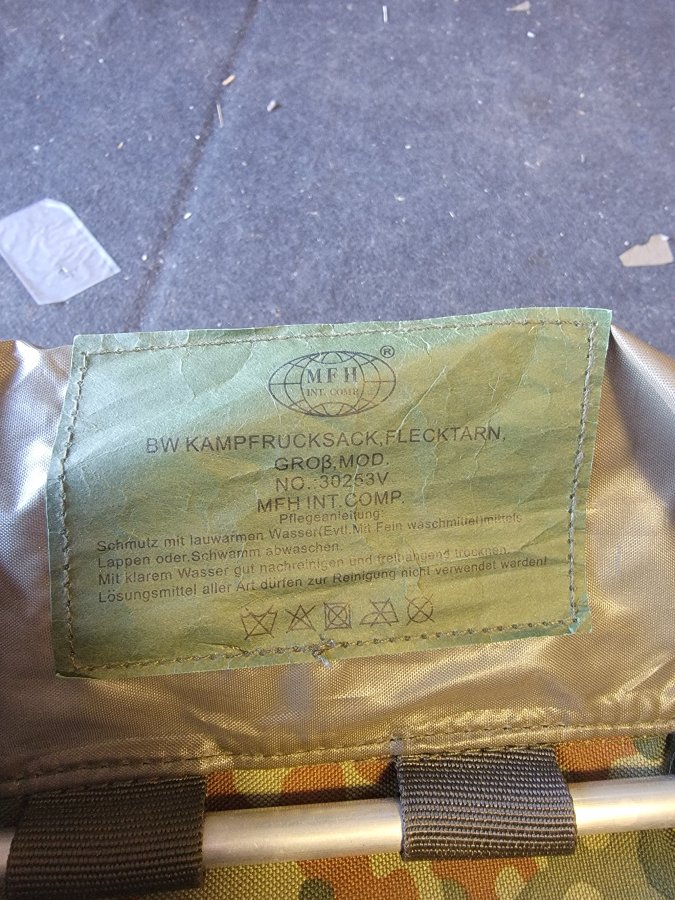 MFH
INT. COMP.
®
BW KAMPFRUCKSACK,FLECKTARN,
GROβ,MOD.
NO.:30253V
MFH INT.COMP.
Pflegeanleitung:
Schmutz mit lauwarmen Wasser(Evtl.Mit Fein waschmittel)mittels
Lappen oder.Schwamm abwaschen.
Mit klarem Wasser gut nachreinigen und freihängend trocknen.
Lösungsmittel aller Art dürfen zur Reinigung nicht verwendet werden!